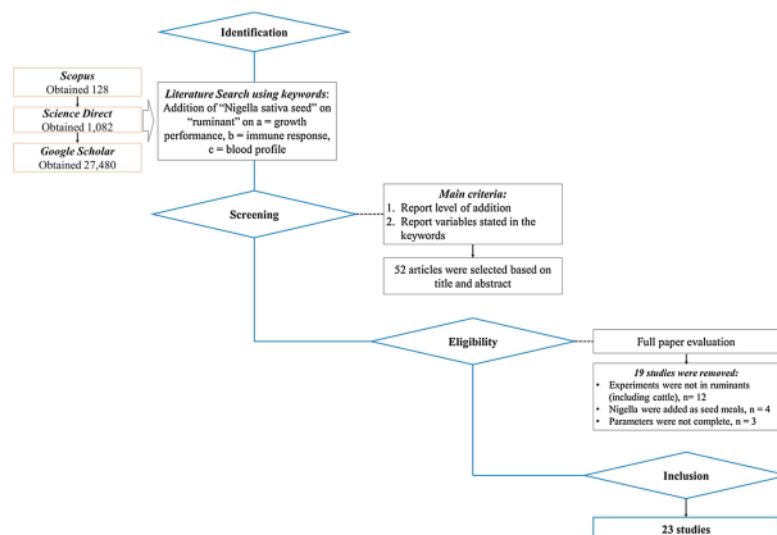 Identification
Scopus
Obtained 128
Science Direct
Obtained 1,082
Google Scholar
Obtained 27,480
Literature Search using keywords:
Addition of “Nigella sativa seed” on
“ruminant” on a = growth
performance, b = immune response,
c = blood profile
Screening
Main criteria:
1. Report level of addition
2. Report variables stated in the
keywords
52 articles were selected based on
title and abstract
Eligibility
Full paper evaluation
19 studies were removed:
• Experiments were not in ruminants
(including cattle), n= 12
• Nigella were added as seed meals, n = 4
• Parameters were not complete, n = 3
Inclusion
23 studies